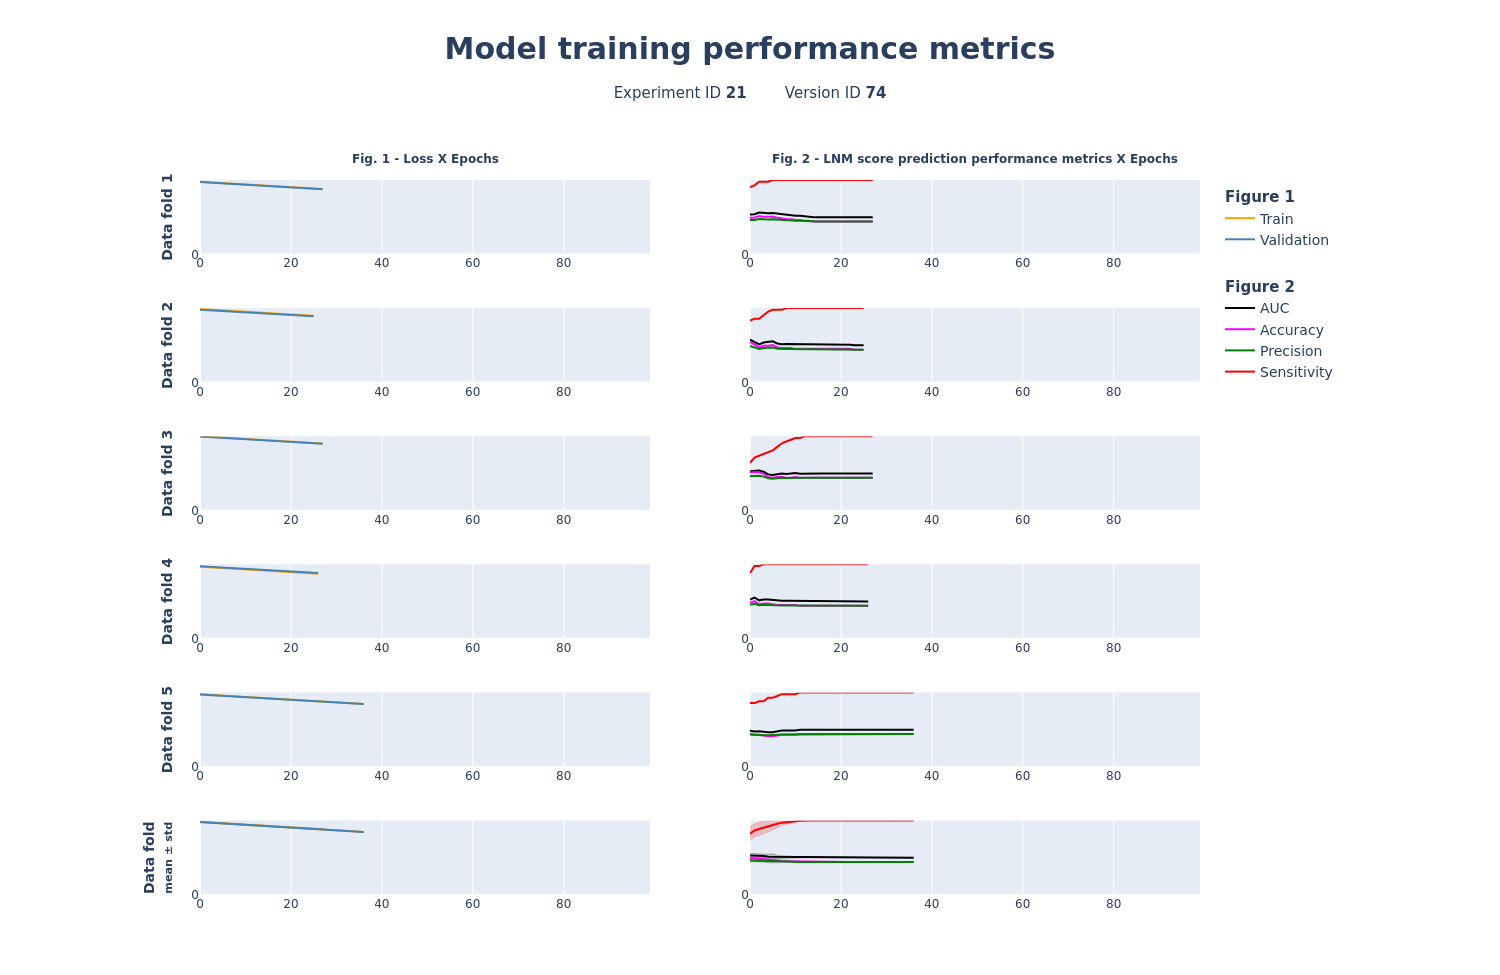 Model training performance metrics
Experiment ID 21 Version ID 74
Fig. 1 - Loss X Epochs
Fig. 2 - LNM score prediction performance metrics X Epochs
Data fold 1
0
0 20 40 60 80
0
0 20 40 60 80
Figure 1
Train
Validation
Figure 2
AUC
Accuracy
Precision
Sensitivity
Data fold 2
0
0 20 40 60 80
0
0 20 40 60 80
Data fold 3
0
0 20 40 60 80
0
0 20 40 60 80
Data fold 4
0
0 20 40 60 80
0
0 20 40 60 80
Data fold 5
0
0 20 40 60 80
0
0 20 40 60 80
Data fold
mean ± std
0
0 20 40 60 80
0
0 20 40 60 80